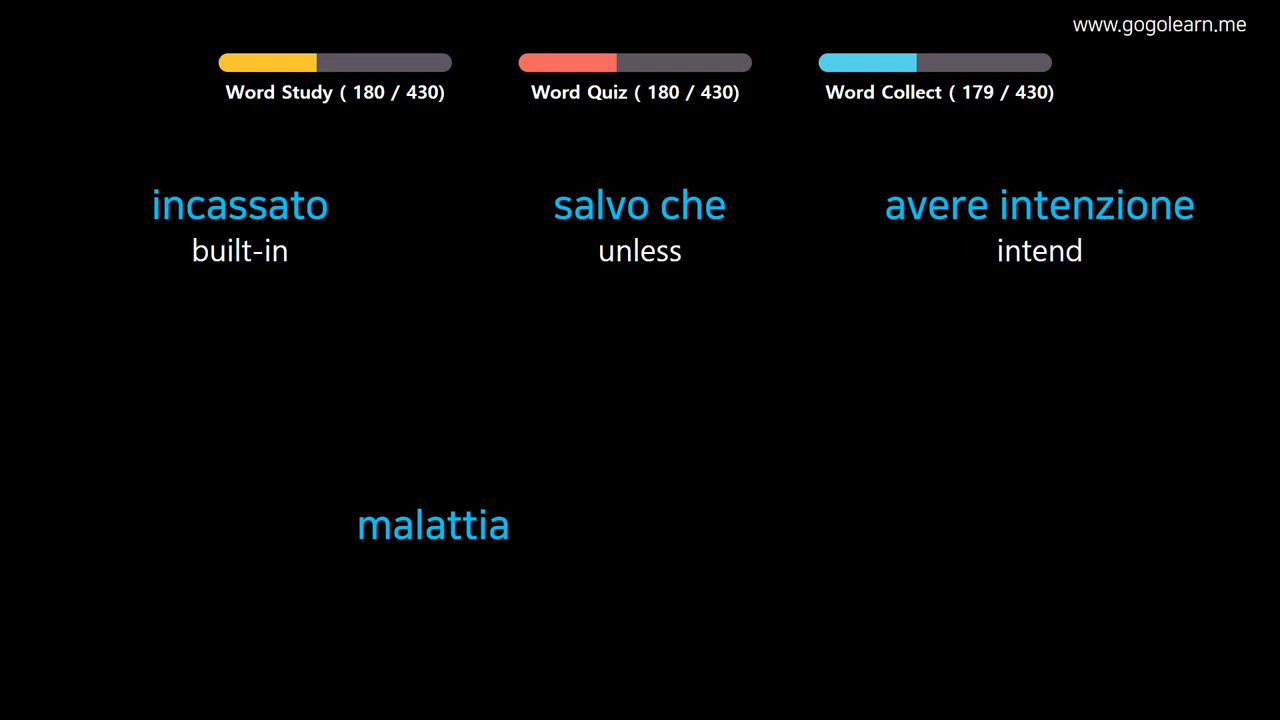 www.gogolearn.me
Word Study ( 180 / 430)
Word Quiz ( 180 / 430)
Word Collect ( 179 / 430)
incassato
built-in
salvo che
unless
avere intenzione
intend
malattia